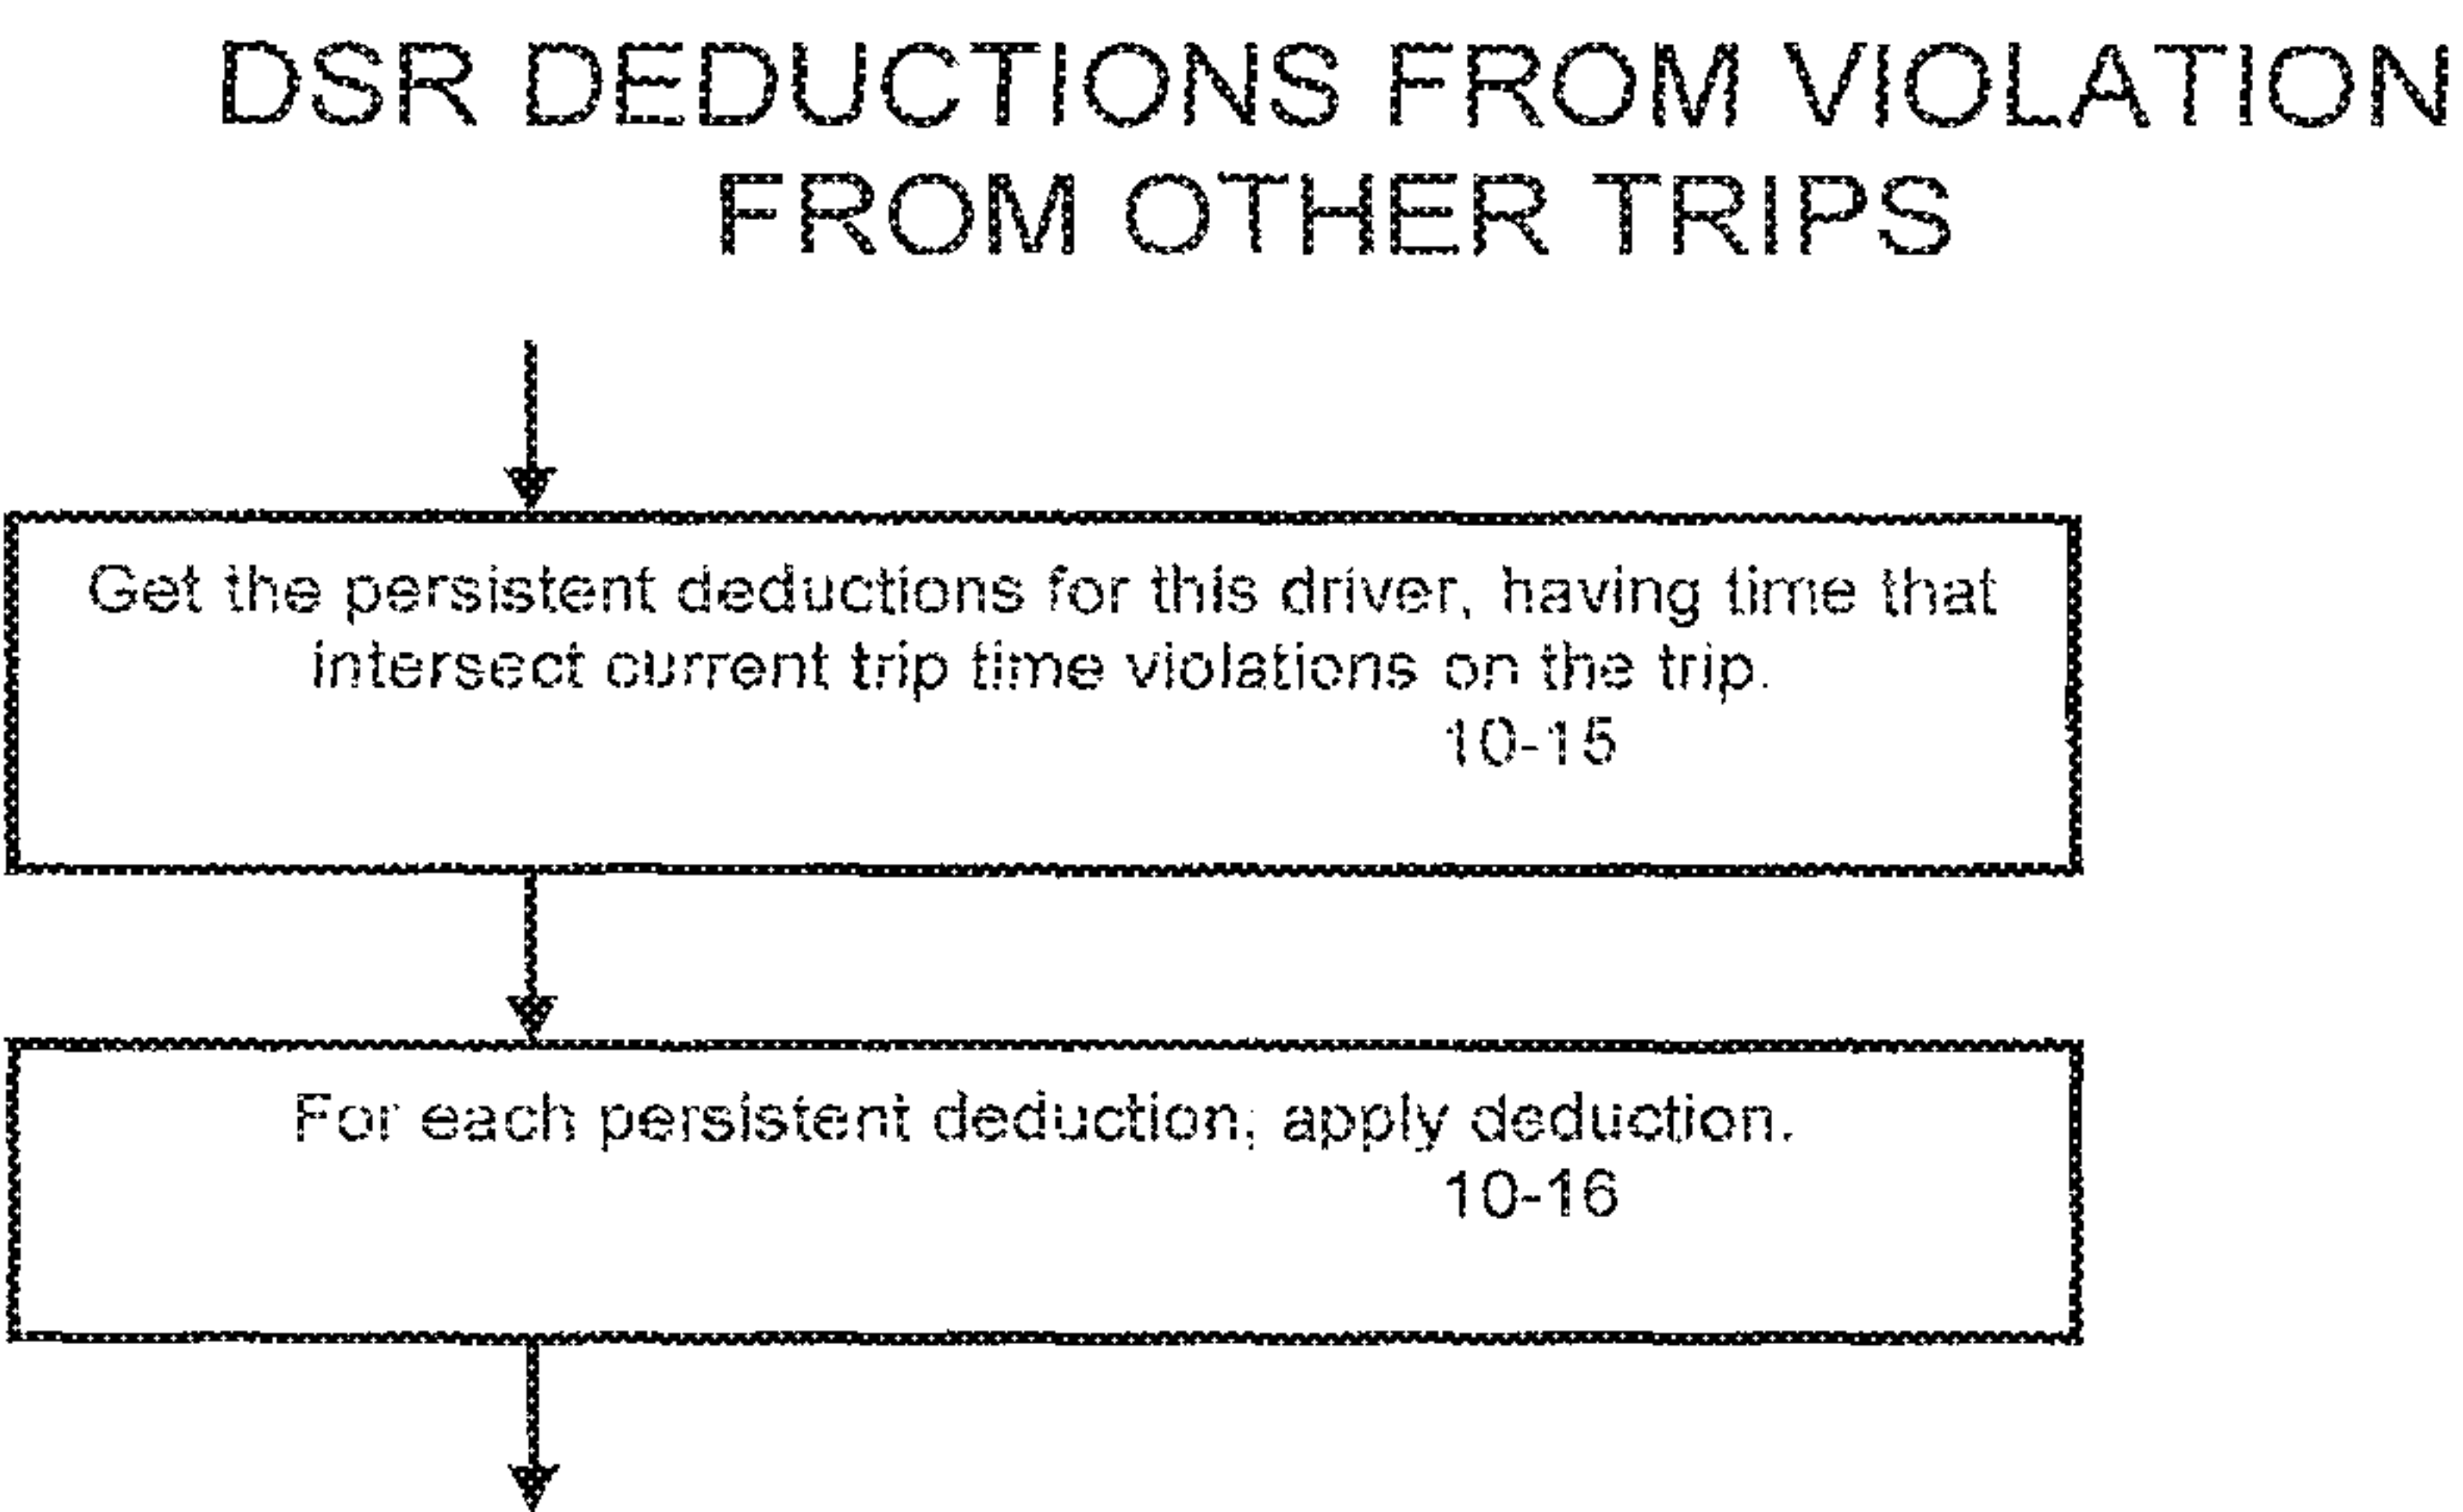 DSR DEDUCTIONS FROM VIOLATION
FROM OTHER TRIPS
Get the persistent deductions for this driver, having time that
intersect current trip time violations on the trip.
10-15
For each persistent deduction, apply deduction.
10-16